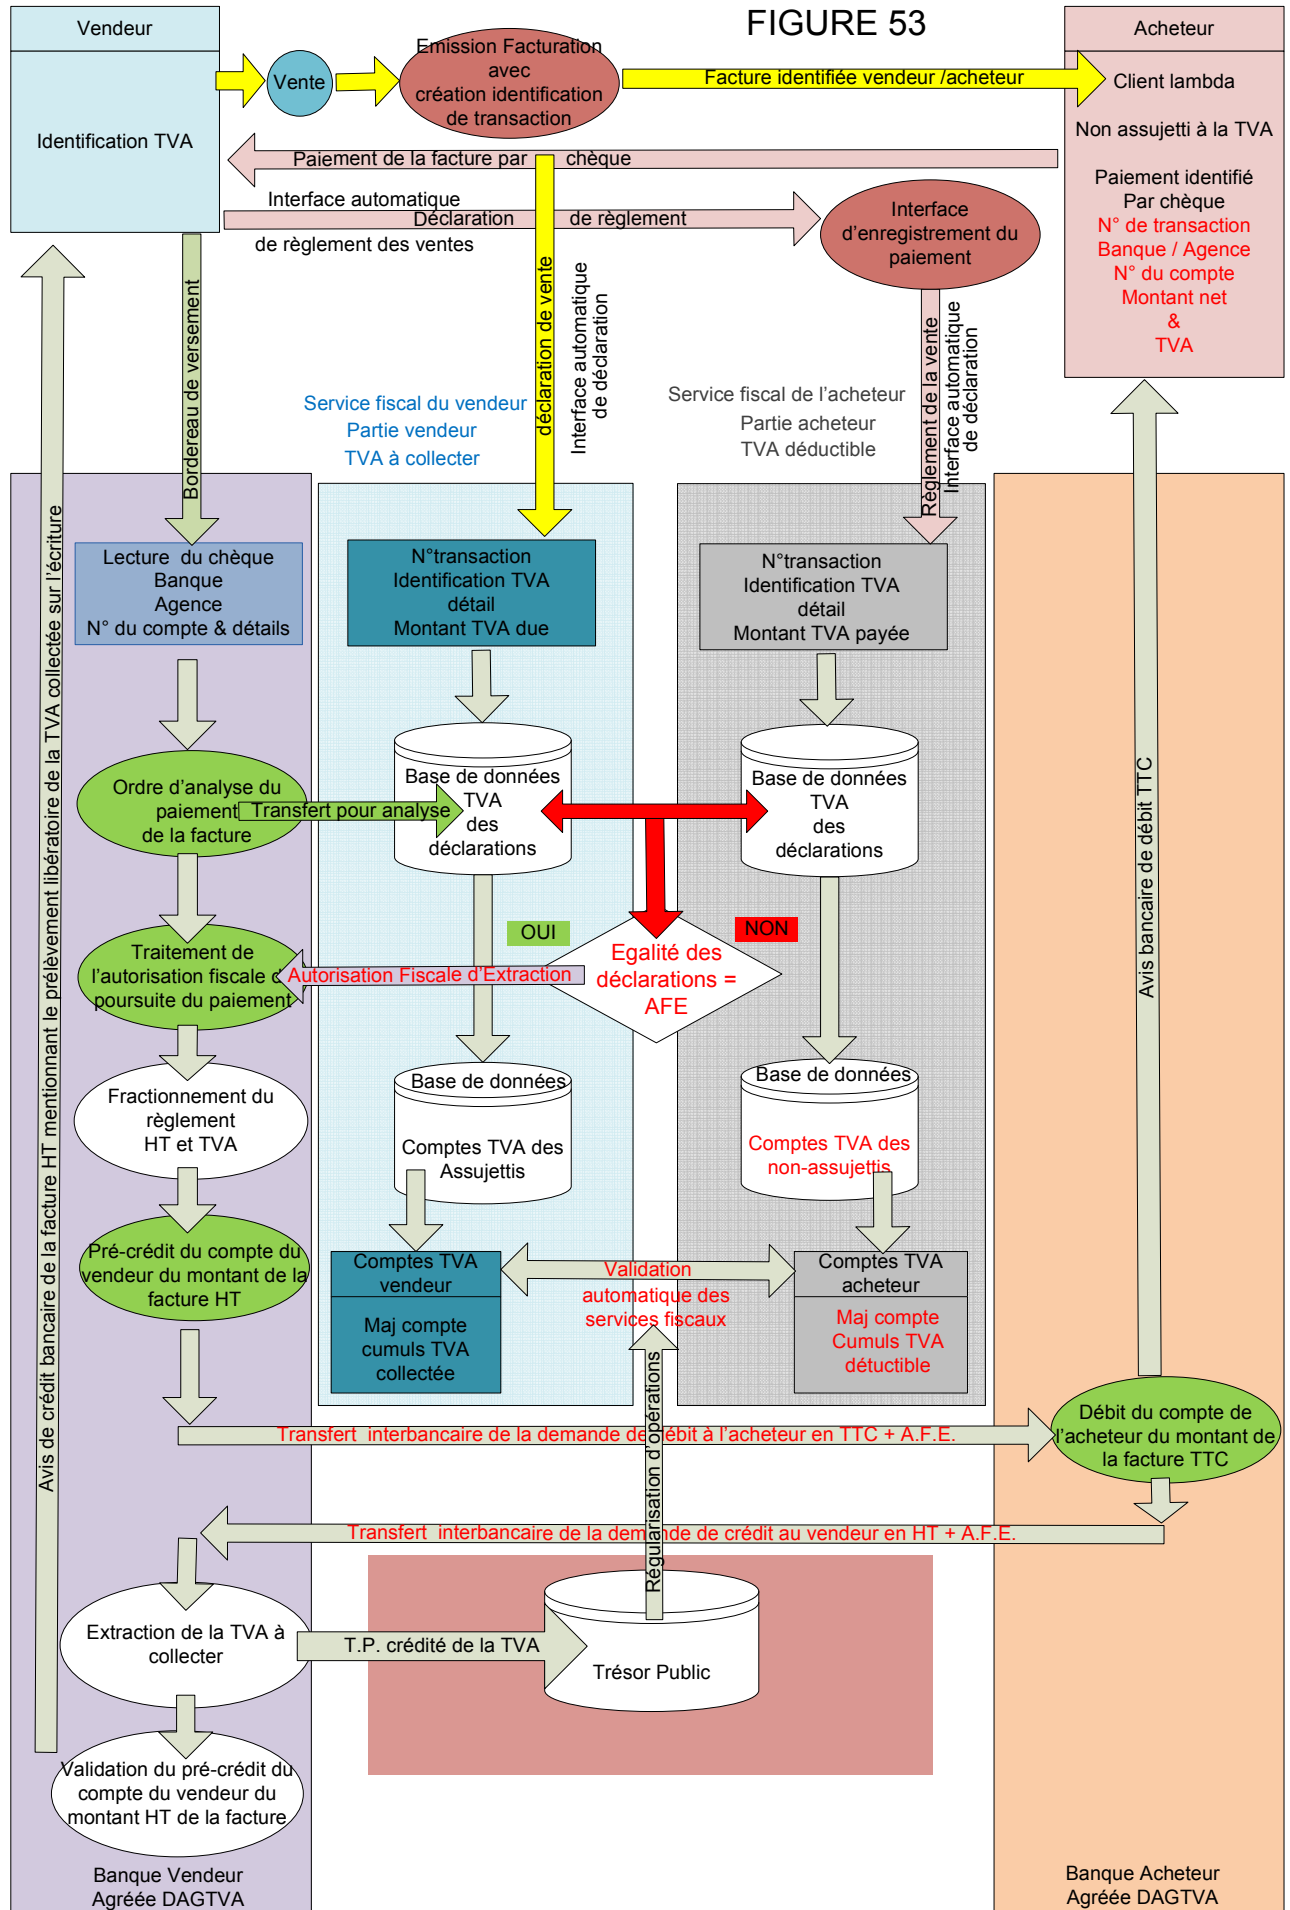 FIGURE 53
Vendeur
Identification TVA
Vente
Emission Facturation
avec
création identification
de transaction
Facture identifiée vendeur /acheteur
Acheteur
Client lambda
Non assujetti à la TVA
Paiement identifié
Par chèque
N° de transaction
Banque / Agence
N° du compte
Montant net
&
TVA
Paiement de la facture par chèque
Interface automatique
Déclaration de règlement
de règlement des ventes
Interface
d'enregistrement du
paiement
Bordereau de versement
déclaration de vente
Interface automatique
de déclaration
Règlement de la vente
Interface automatique
de déclaration
Service fiscal du vendeur
Partie vendeur
TVA à collecter
Service fiscal de l'acheteur
Partie acheteur
TVA déductible
Avis de crédit bancaire de la facture HT mentionnant le prélèvement libératoire de la TVA collectée sur l'écriture
Avis bancaire de débit TTC
Lecture du chèque
Banque
Agence
N° du compte & détails
N°transaction
Identification TVA
détail
Montant TVA due
N°transaction
Identification TVA
détail
Montant TVA payée
Ordre d'analyse du
paiement
de la facture
Transfert pour analyse
Base de données
TVA
des
déclarations
Base de données
TVA
des
déclarations
OUI
NON
Egalité des
déclarations =
AFE
Traitement de
l'autorisation fiscale
poursuite du paiement
Autorisation Fiscale d'Extraction
Fractionnement du
règlement
HT et TVA
Base de données
Comptes TVA des
Assujettis
Base de données
Comptes TVA des
non-assujettis
Pré-crédit du compte du
vendeur du montant de la
facture HT
Comptes TVA
vendeur
Maj compte
cumuls TVA
collectée
Validation
automatique des
services fiscaux
Comptes TVA
acheteur
Maj compte
Cumuls TVA
détuctible
Régularisation d'opérations
Transfert interbancaire de la demande de débit à l'acheteur en TTC + A.F.E.
Débit du compte de
l'acheteur du montant de
la facture TTC
Transfert interbancaire de la demande de crédit au vendeur en HT + A.F.E.
Extraction de la TVA à
collecter
T.P. crédité de la TVA
Trésor Public
Validation du pré-crédit du
compte du vendeur du
montant HT de la facture
Banque Vendeur
Agréée DAGTVA
Banque Acheteur
Agréée DAGTVA